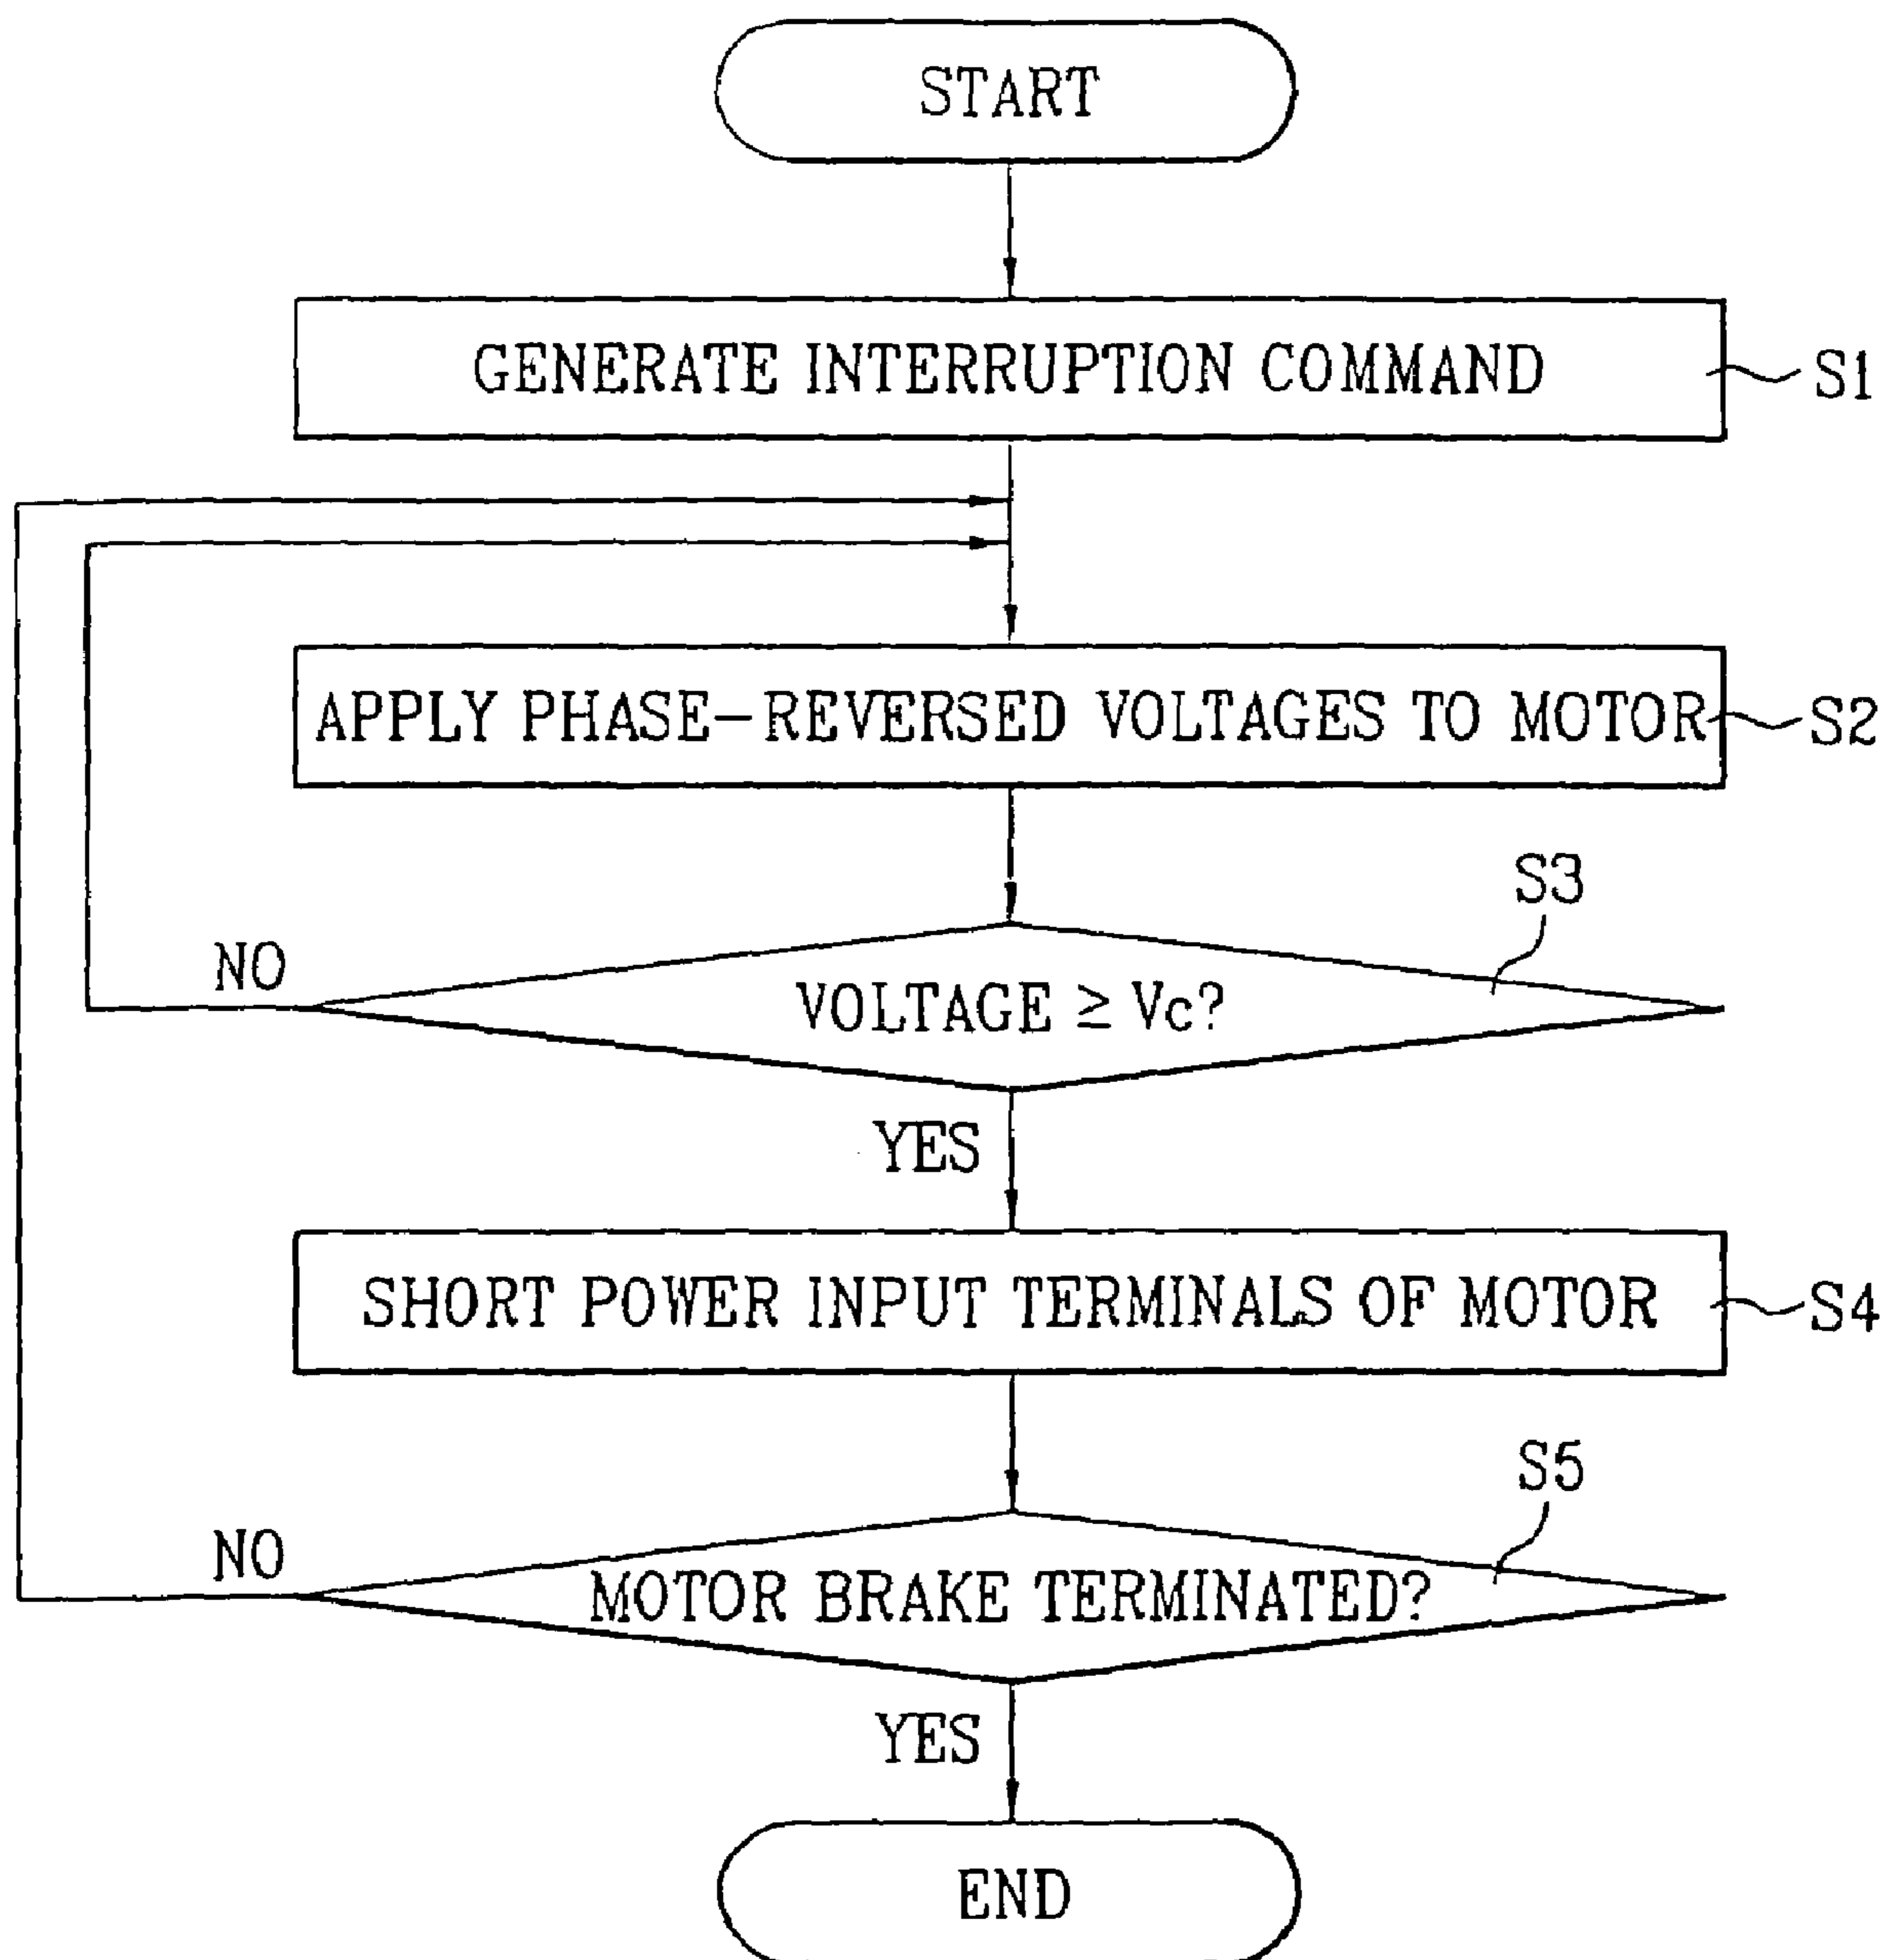 START
GENERATE INTERRUPTION COMMAND
S1
APPLY PHASE-REVERSED VOLTAGES TO MOTOR
S2
S3
NO
VOLTAGE ≥ Vc?
YES
SHORT POWER INPUT TERMINALS OF MOTOR
S4
S5
NO
MOTOR BRAKE TERMINATED?
YES
END